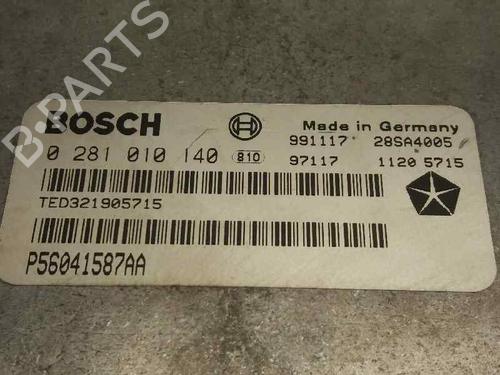 B-PARTS
BOSCH
Made in Germany
991117 28SA4005
0 281 010 140 810 97117 1120 5715
TED321905715
P56041587AA